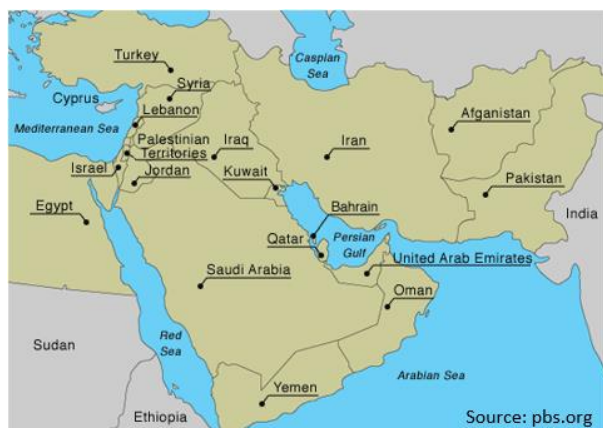 Turkey
Caspian
Sea
Cyprus
Syria
Lebanon
Mediterranean Sea
Palestinian
Territories
Iraq
Iran
Afganistan
Israel
Jordan
Kuwait
Pakistan
Egypt
Bahrain
India
Qatar
Persian
Gulf
United Arab Emirates
Saudi Arabia
Oman
Sudan
Red
Sea
Arabian Sea
Yemen
Ethiopia
Source: pbs.org